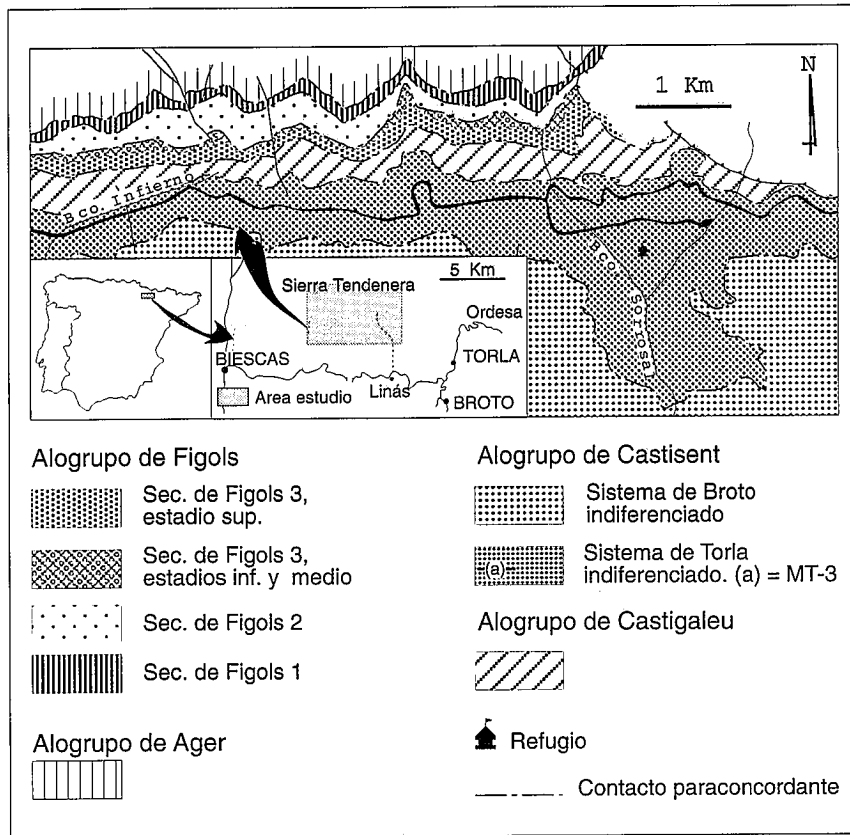 1 Km
N
Bco. Infierno
Bco. Sorrosal
5 Km
Sierra Tendenera
Ordesa
BIESCAS
TORLA
Linás
Area estudio
BROTO
Alogrupo de Figols
Sec. de Figols 3,
estadio sup.
Sec. de Figols 3,
estadios inf. y medio
Sec. de Figols 2
Sec. de Figols 1
Alogrupo de Ager
Alogrupo de Castisent
Sistema de Broto
indiferenciado
(a)
Sistema de Torla
indiferenciado. (a) = MT-3
Alogrupo de Castigaleu
Refugio
Contacto paraconcordante